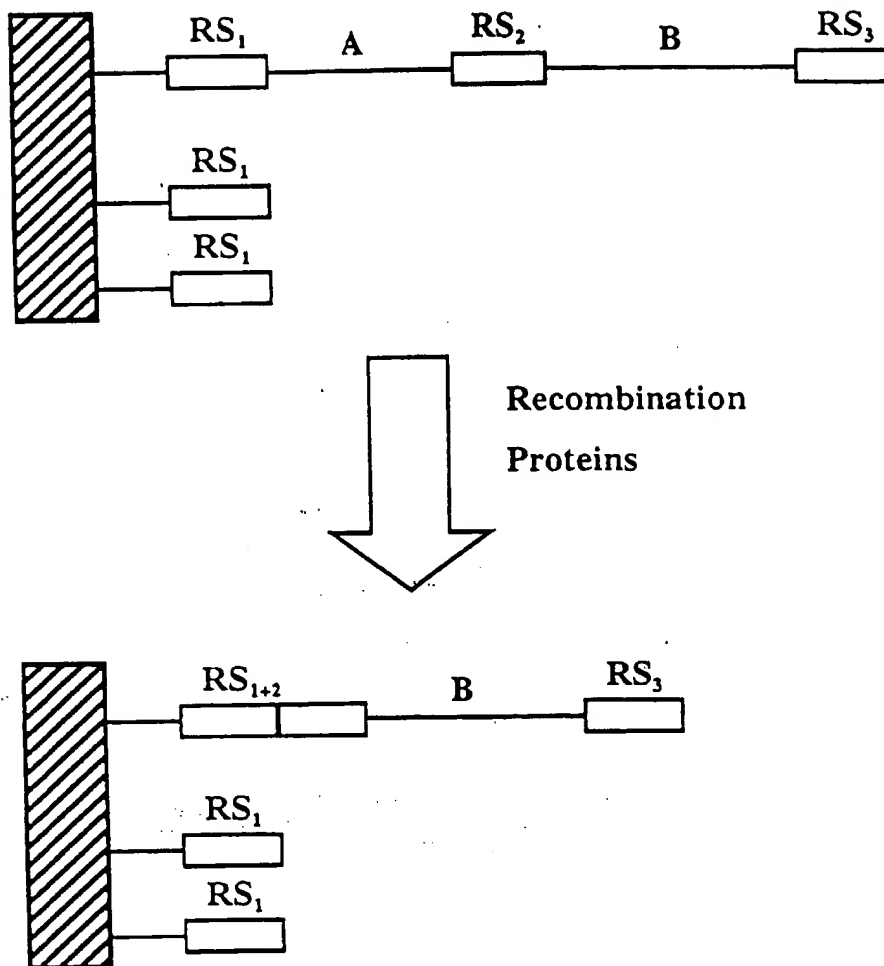 RS₁ A RS₂ B RS₃
RS₁
RS₁
Recombination
Proteins
RS₁₊₂ B RS₃
RS₁
RS₁